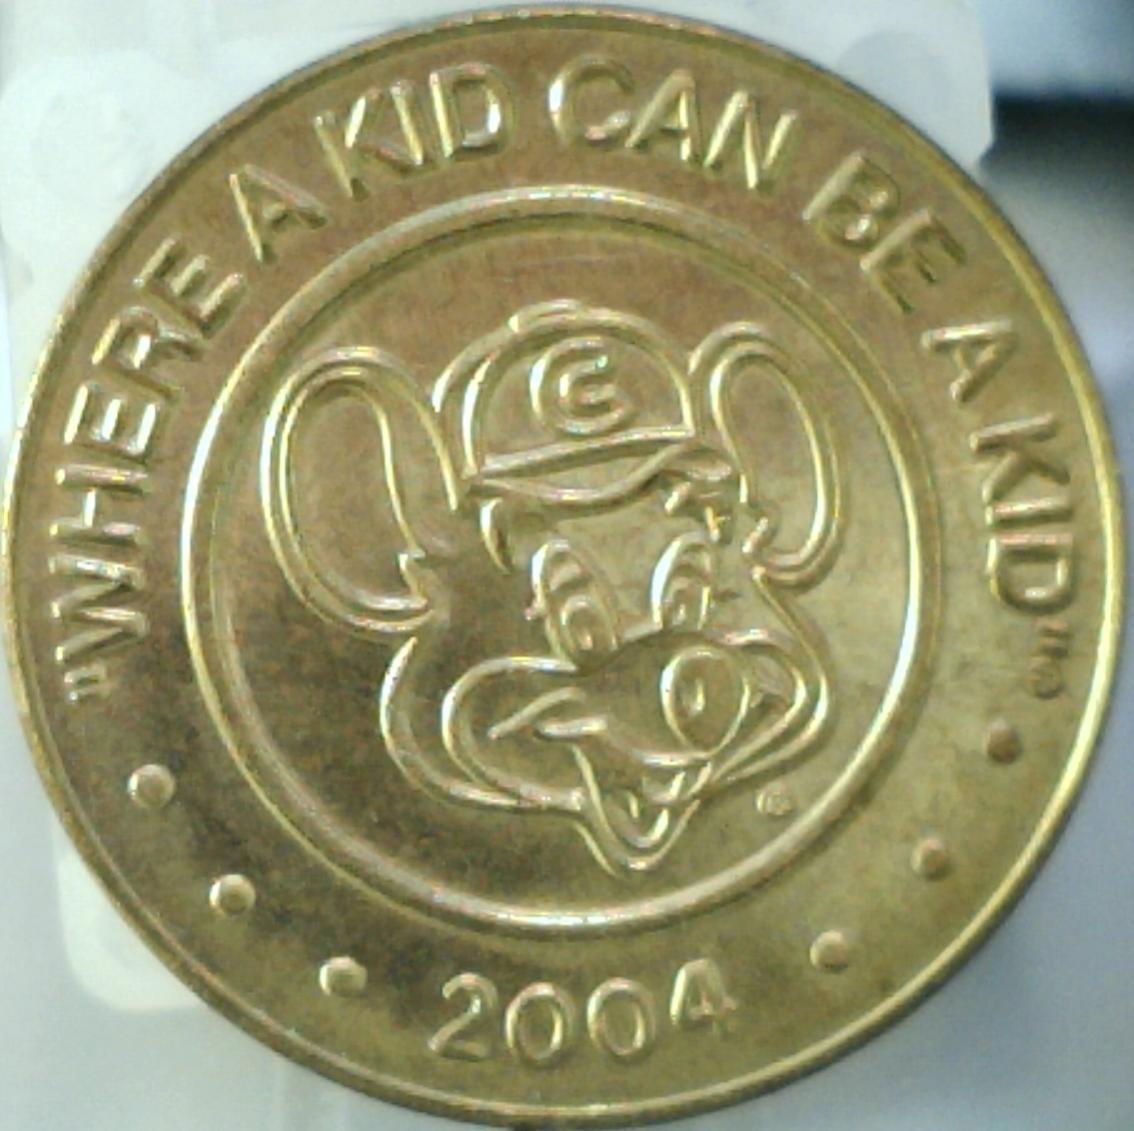 "WHERE A KID CAN BE A KID"®
C
®
2004